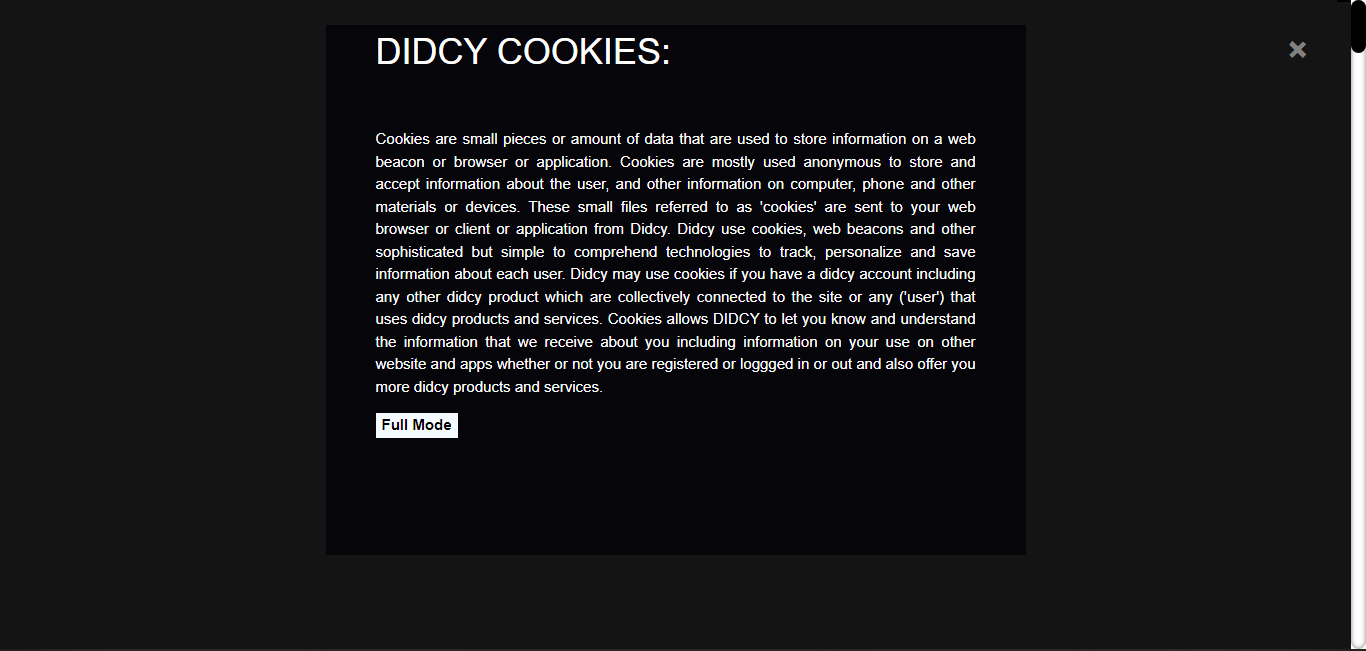 DIDCY COOKIES:
Cookies are small pieces or amount of data that are used to store information on a web
beacon or browser or application. Cookies are mostly used anonymous to store and
accept information about the user, and other information on computer, phone and other
materials or devices. These small files referred to as 'cookies' are sent to your web
browser or client or application from Didcy. Didcy use cookies, web beacons and other
sophisticated but simple to comprehend technologies to track, personalize and save
information about each user. Didcy may use cookies if you have a didcy account including
any other didcy product which are collectively connected to the site or any ('user') that
uses didcy products and services. Cookies allows DIDCY to let you know and understand
the information that we receive about you including information on your use on other
website and apps whether or not you are registered or loggged in or out and also offer you
more didcy products and services.
Full Mode